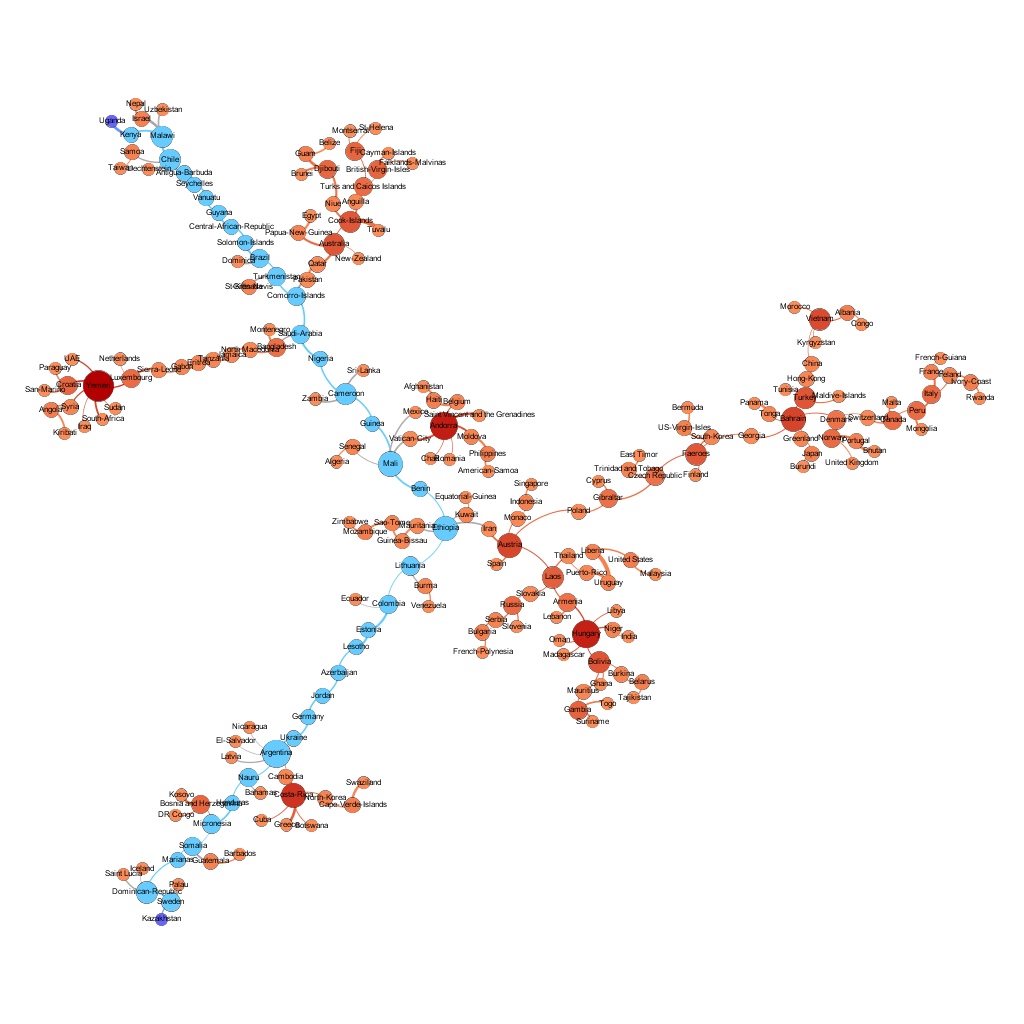 Nepal
Uzbekistan
Israel
Uganda
Kenya
Malawi
Samoa
Chile
Taiwan
Liechtenstein
Antigua-Barbuda
Seychelles
Vanuatu
Guyana
Central-African-Republic
Solomon-Islands
Dominica
Brazil
Turkmenistan
Comorro-Islands
Montserrat
St-Helena
Belize
Guam
Fiji
Cayman-Islands
Falklands-Malvinas
Brunei
Djibouti
British-Virgin-Isles
Turks and Caicos Islands
Niue
Anguilla
Egypt
Cook-Islands
Tuvalu
Papua-New-Guinea
Australia
New-Zealand
Qatar
Pakistan
Montenegro
Saudi-Arabia
Bangladesh
North-Macedonia
Jamaica
Tanzania
Eritrea
Gabon
Sierra-Leone
Netherlands
UAE
Paraguay
Luxembourg
Croatia
Yemen
San-Marino
Angola
Syria
Sudan
South-Africa
Iraq
Kiribati
Nigeria
Sri-Lanka
Zambia
Cameroon
Guinea
Afghanistan
Haiti
Belgium
Mexico
Saint Vincent and the Grenadines
Andorra
Vatican-City
Moldova
Philippines
Chad
Romania
American-Samoa
Senegal
Algeria
Mali
Benin
Equatorial-Guinea
Kuwait
Zimbabwe
Sao-Tome
Mauritania
Ethiopia
Mozambique
Guinea-Bissau
Iran
Singapore
Indonesia
Monaco
Austria
Spain
Poland
Cyprus
Gibraltar
East Timor
Trinidad and Tobago
Czech Republic
Bermuda
US-Virgin-Isles
South-Korea
Faeroes
Finland
Georgia
Morocco
Vietnam
Albania
Congo
Kyrgyzstan
China
Hong-Kong
Tunisia
Turkey
Maldive-Islands
Panama
Tonga
Bahrain
Denmark
Switzerland
Malta
Canada
Peru
Mongolia
Italy
France
French-Guiana
Ireland
Ivory-Coast
Rwanda
Greenland
Norway
Portugal
Bhutan
Japan
Burundi
United Kingdom
Lithuania
Burma
Venezuela
Ecuador
Colombia
Estonia
Lesotho
Azerbaijan
Jordan
Germany
Ukraine
Thailand
Liberia
United States
Malaysia
Puerto-Rico
Uruguay
Laos
Slovakia
Russia
Serbia
Slovenia
Bulgaria
French-Polynesia
Armenia
Lebanon
Libya
Hungary
Niger
India
Oman
Madagascar
Bolivia
Burkina
Ghana
Belarus
Tajikistan
Mauritius
Togo
Gambia
Suriname
Nicaragua
El-Salvador
Latvia
Argentina
Nauru
Cambodia
Bahamas
Costa-Rica
North-Korea
Cape-Verde-Islands
Swaziland
Cuba
Greece
Botswana
Kosovo
Bosnia and Herzegovina
Honduras
DR Congo
Micronesia
Somalia
Marianas
Guatemala
Barbados
Iceland
Saint Lucia
Palau
Dominican-Republic
Sweden
Kazakhstan